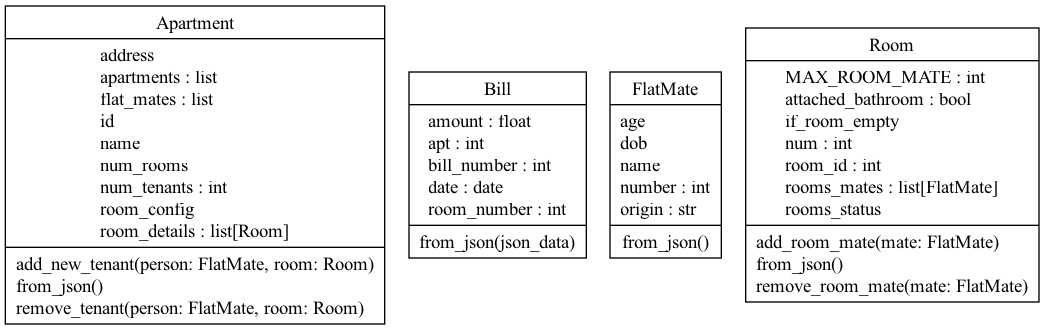 Apartment
address
apartments : list
flat_mates : list
id
name
num_rooms
num_tenants : int
room_config
room_details : list[Room]
add_new_tenant(person: FlatMate, room: Room)
from_json()
remove_tenant(person: FlatMate, room: Room)
Bill
amount : float
apt : int
bill_number : int
date : date
room_number : int
from_json(json_data)
FlatMate
age
dob
name
number : int
origin : str
from_json()
Room
MAX_ROOM_MATE : int
attached_bathroom : bool
if_room_empty
num : int
room_id : int
rooms_mates : list[FlatMate]
rooms_status
add_room_mate(mate: FlatMate)
from_json()
remove_room_mate(mate: FlatMate)